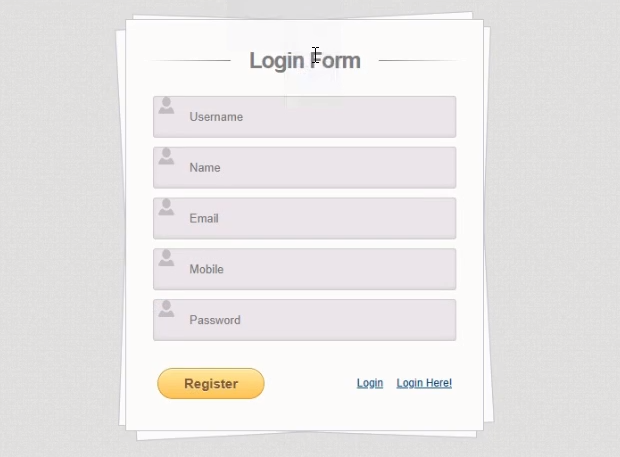 Login Form
Username
Name
Email
Mobile
Password
Register
Login Login Here!